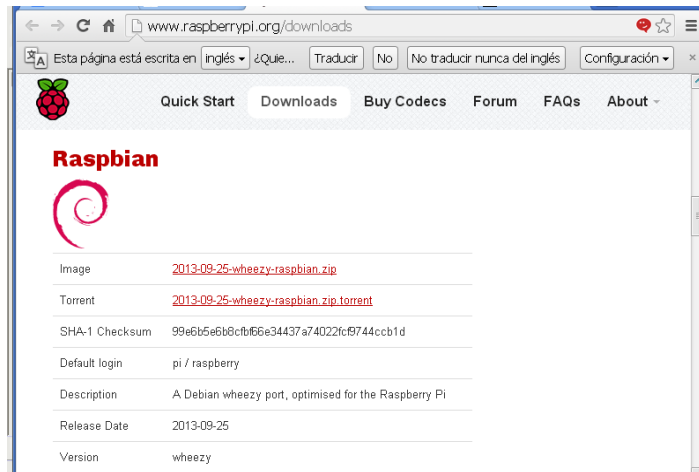 www.raspberrypi.org/downloads
Esta página está escrita en inglés ¿Quie... Traducir No No traducir nunca del inglés Configuración
Quick Start Downloads Buy Codecs Forum FAQs About
Raspbian
Image 2013-09-25-wheezy-raspbian.zip
Torrent 2013-09-25-wheezy-raspbian.zip.torrent
SHA-1 Checksum 99e6b5e6b8cfbf66e34437a74022fcf9744ccb1d
Default login pi / raspberry
Description A Debian wheezy port, optimised for the Raspberry Pi
Release Date 2013-09-25
Version wheezy